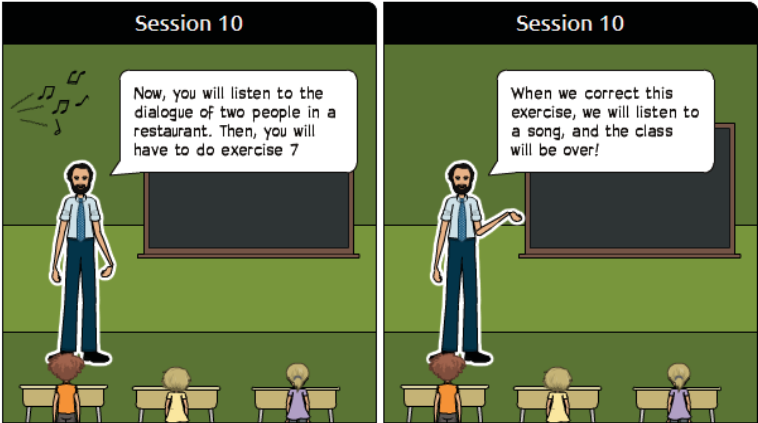 Session 10
Now, you will listen to the
dialogue of two people in a
restaurant. Then, you will
have to do exercise 7
Session 10
When we correct this
exercise, we will listen to
a song, and the class
will be over!